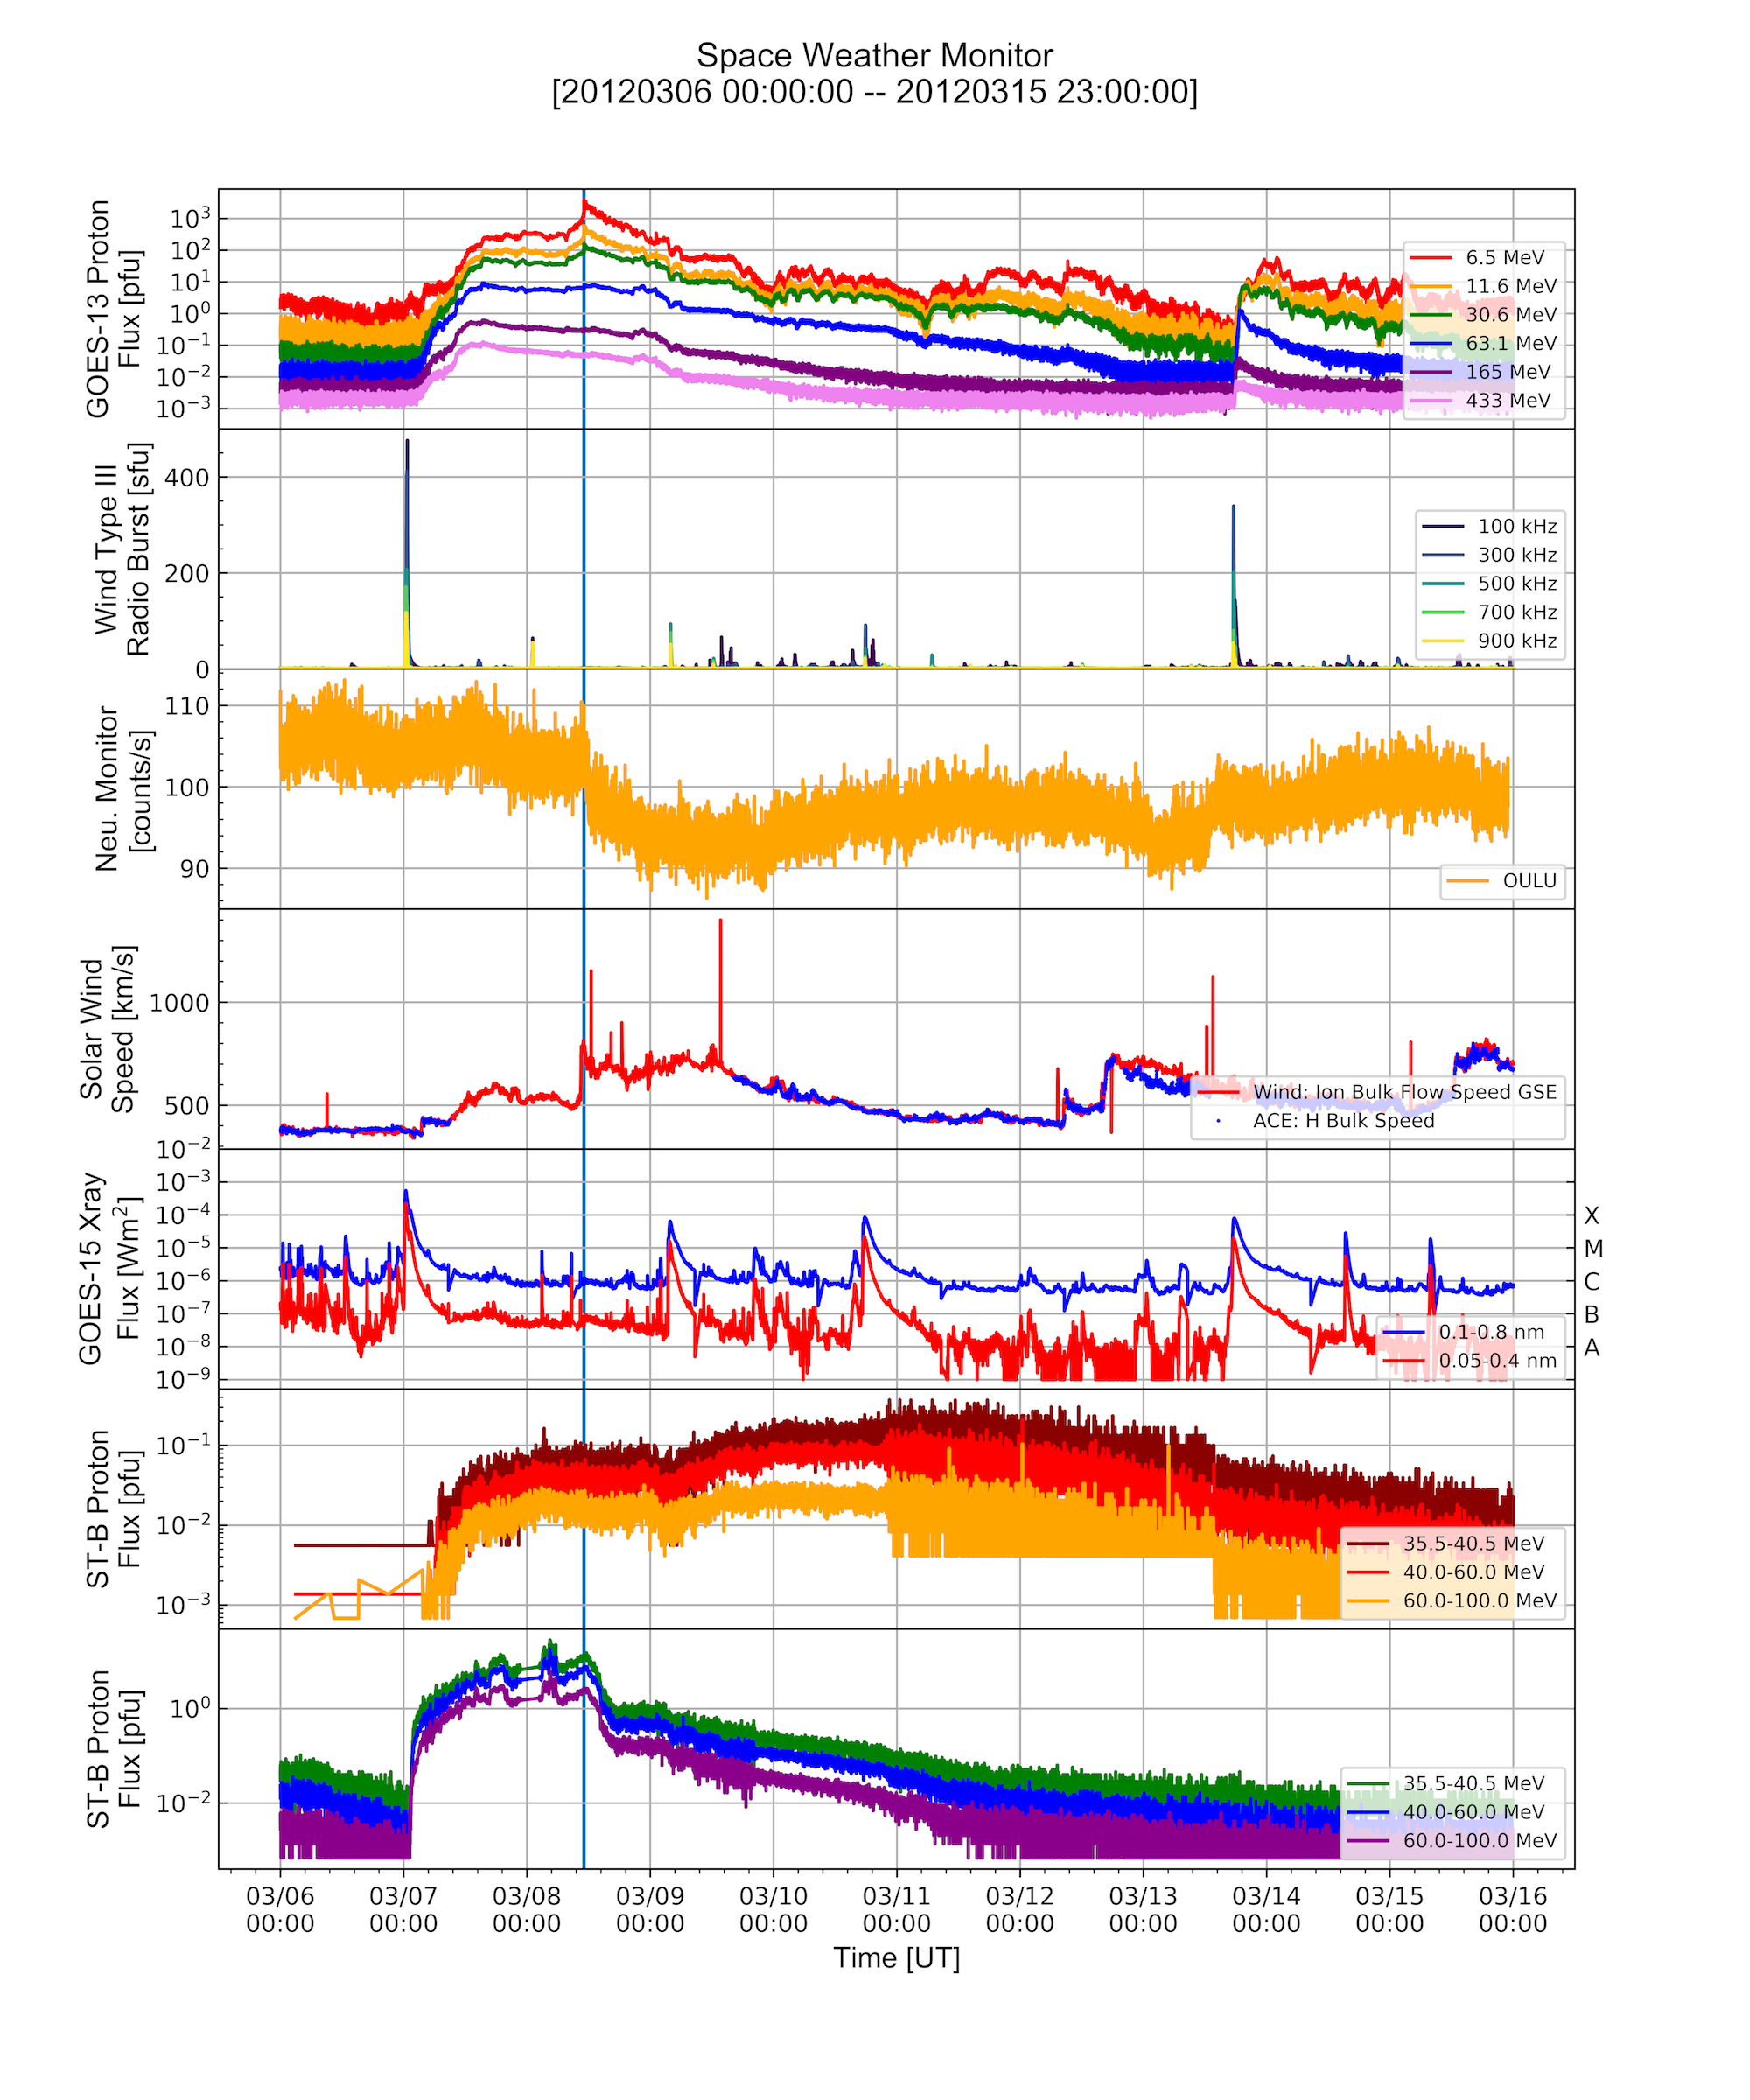 Space Weather Monitor
[20120306 00:00:00 -- 20120315 23:00:00]
GOES-13 Proton
Flux [pfu]
10³
10²
10¹
10⁰
10⁻¹
10⁻²
10⁻³
6.5 MeV
11.6 MeV
30.6 MeV
63.1 MeV
165 MeV
433 MeV
Wind Type III
Radio Burst [sfu]
400
200
0
100 kHz
300 kHz
500 kHz
700 kHz
900 kHz
Neu. Monitor
[counts/s]
110
100
90
OULU
Solar Wind
Speed [km/s]
1000
500
Wind: Ion Bulk Flow Speed GSE
ACE: H Bulk Speed
GOES-15 Xray
Flux [Wm²]
10⁻²
10⁻³
10⁻⁴
10⁻⁵
10⁻⁶
10⁻⁷
10⁻⁸
10⁻⁹
X
M
C
B
A
0.1-0.8 nm
0.05-0.4 nm
ST-B Proton
Flux [pfu]
10⁻¹
10⁻²
10⁻³
35.5-40.5 MeV
40.0-60.0 MeV
60.0-100.0 MeV
ST-B Proton
Flux [pfu]
10⁰
10⁻²
35.5-40.5 MeV
40.0-60.0 MeV
60.0-100.0 MeV
03/06 03/07 03/08 03/09 03/10 03/11 03/12 03/13 03/14 03/15 03/16
00:00 00:00 00:00 00:00 00:00 00:00 00:00 00:00 00:00 00:00 00:00
Time [UT]